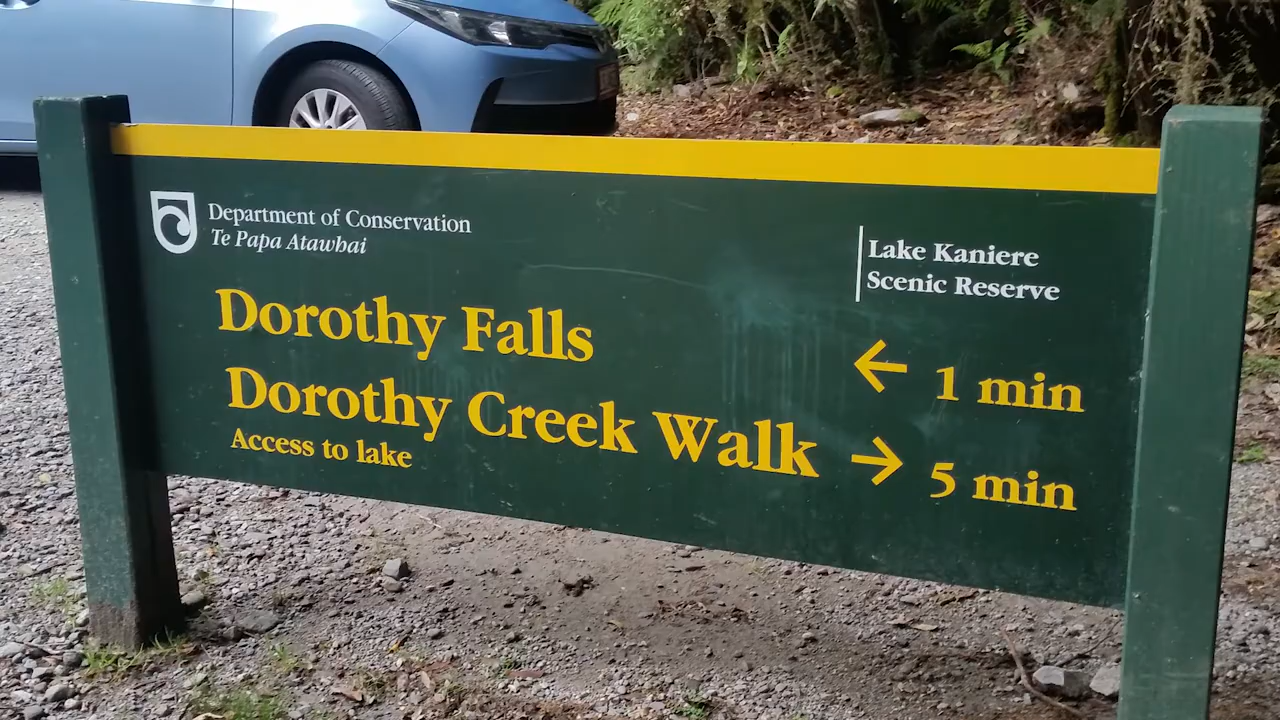 Department of Conservation
Te Papa Atawhai
Lake Kaniere
Scenic Reserve
Dorothy Falls ← 1 min
Dorothy Creek Walk → 5 min
Access to lake